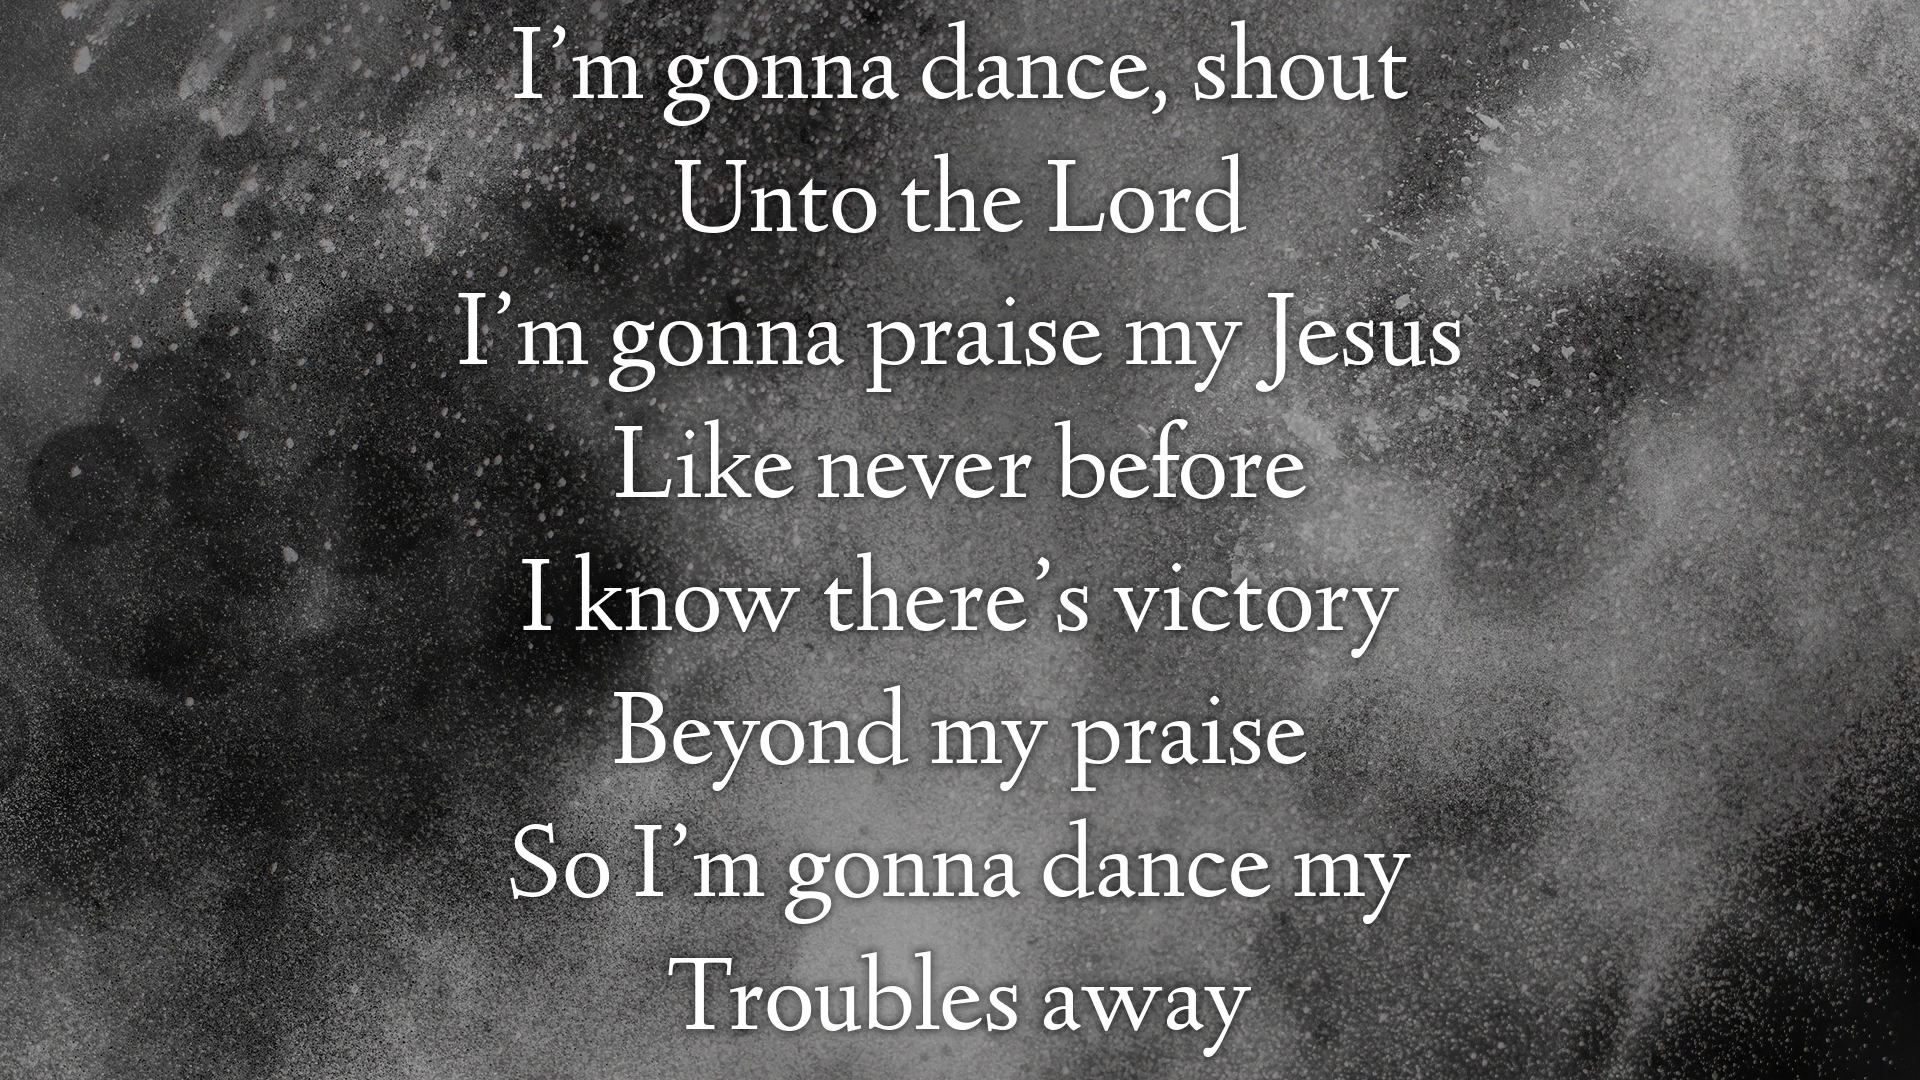 I’m gonna dance, shout
Unto the Lord
I’m gonna praise my Jesus
Like never before
I know there’s victory
Beyond my praise
So I’m gonna dance my
Troubles away